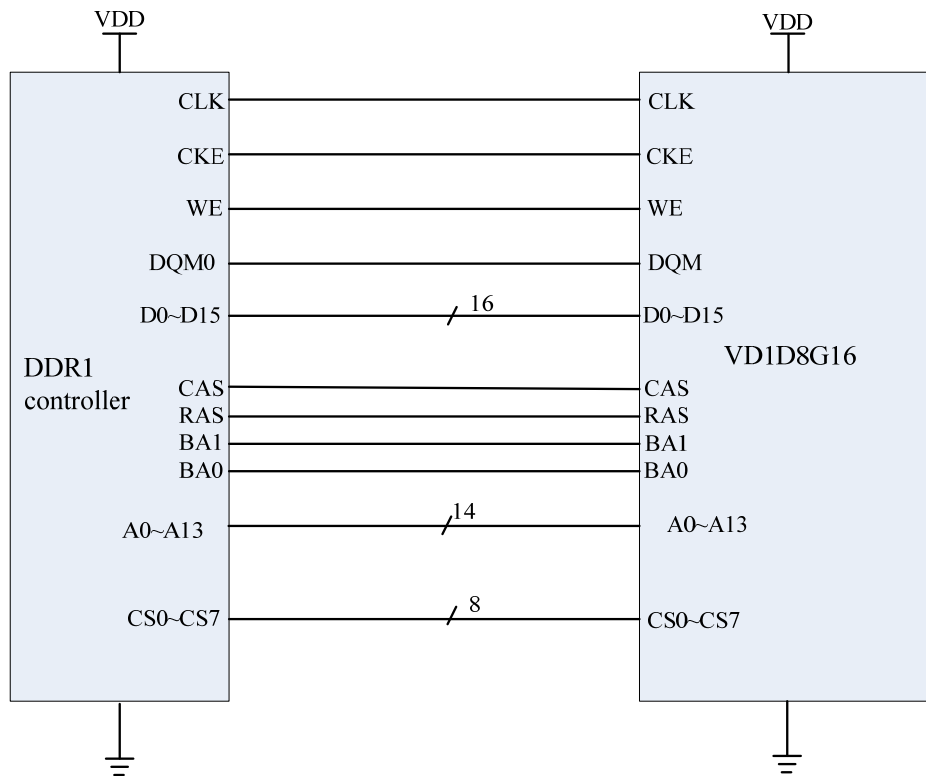 VDD
VDD
CLK
CLK
CKE
CKE
WE
WE
DQM0
DQM
D0~D15
16
D0~D15
DDR1
controller
VD1D8G16
CAS
CAS
RAS
RAS
BA1
BA1
BA0
BA0
A0~A13
14
A0~A13
CS0~CS7
8
CS0~CS7